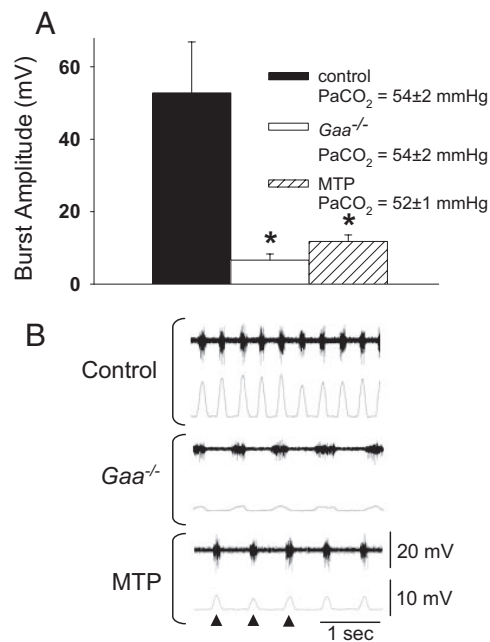 A
Burst Amplitude (mV)
60
40
20
0
control
PaCO₂ = 54±2 mmHg
Gaa⁻/⁻
PaCO₂ = 54±2 mmHg
MTP
PaCO₂ = 52±1 mmHg
*
*
B
Control
Gaa⁻/⁻
MTP
20 mV
10 mV
1 sec